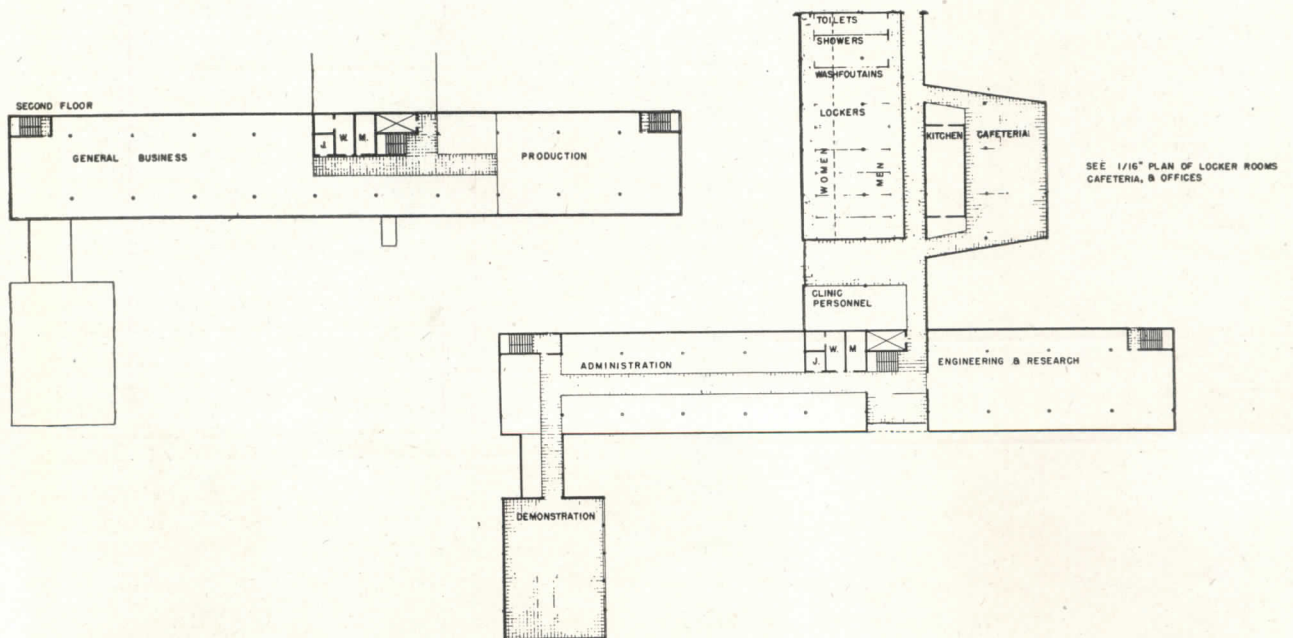 SECOND FLOOR
GENERAL BUSINESS
J.
W.
M.
PRODUCTION
TOILETS
SHOWERS
WASHFOUTAINS
LOCKERS
WOMEN
MEN
KITCHEN
CAFETERIA
SEE 1/16" PLAN OF LOCKER ROOMS
CAFETERIA, & OFFICES
CLINIC
PERSONNEL
ADMINISTRATION
J.
W.
M
ENGINEERING & RESEARCH
DEMONSTRATION